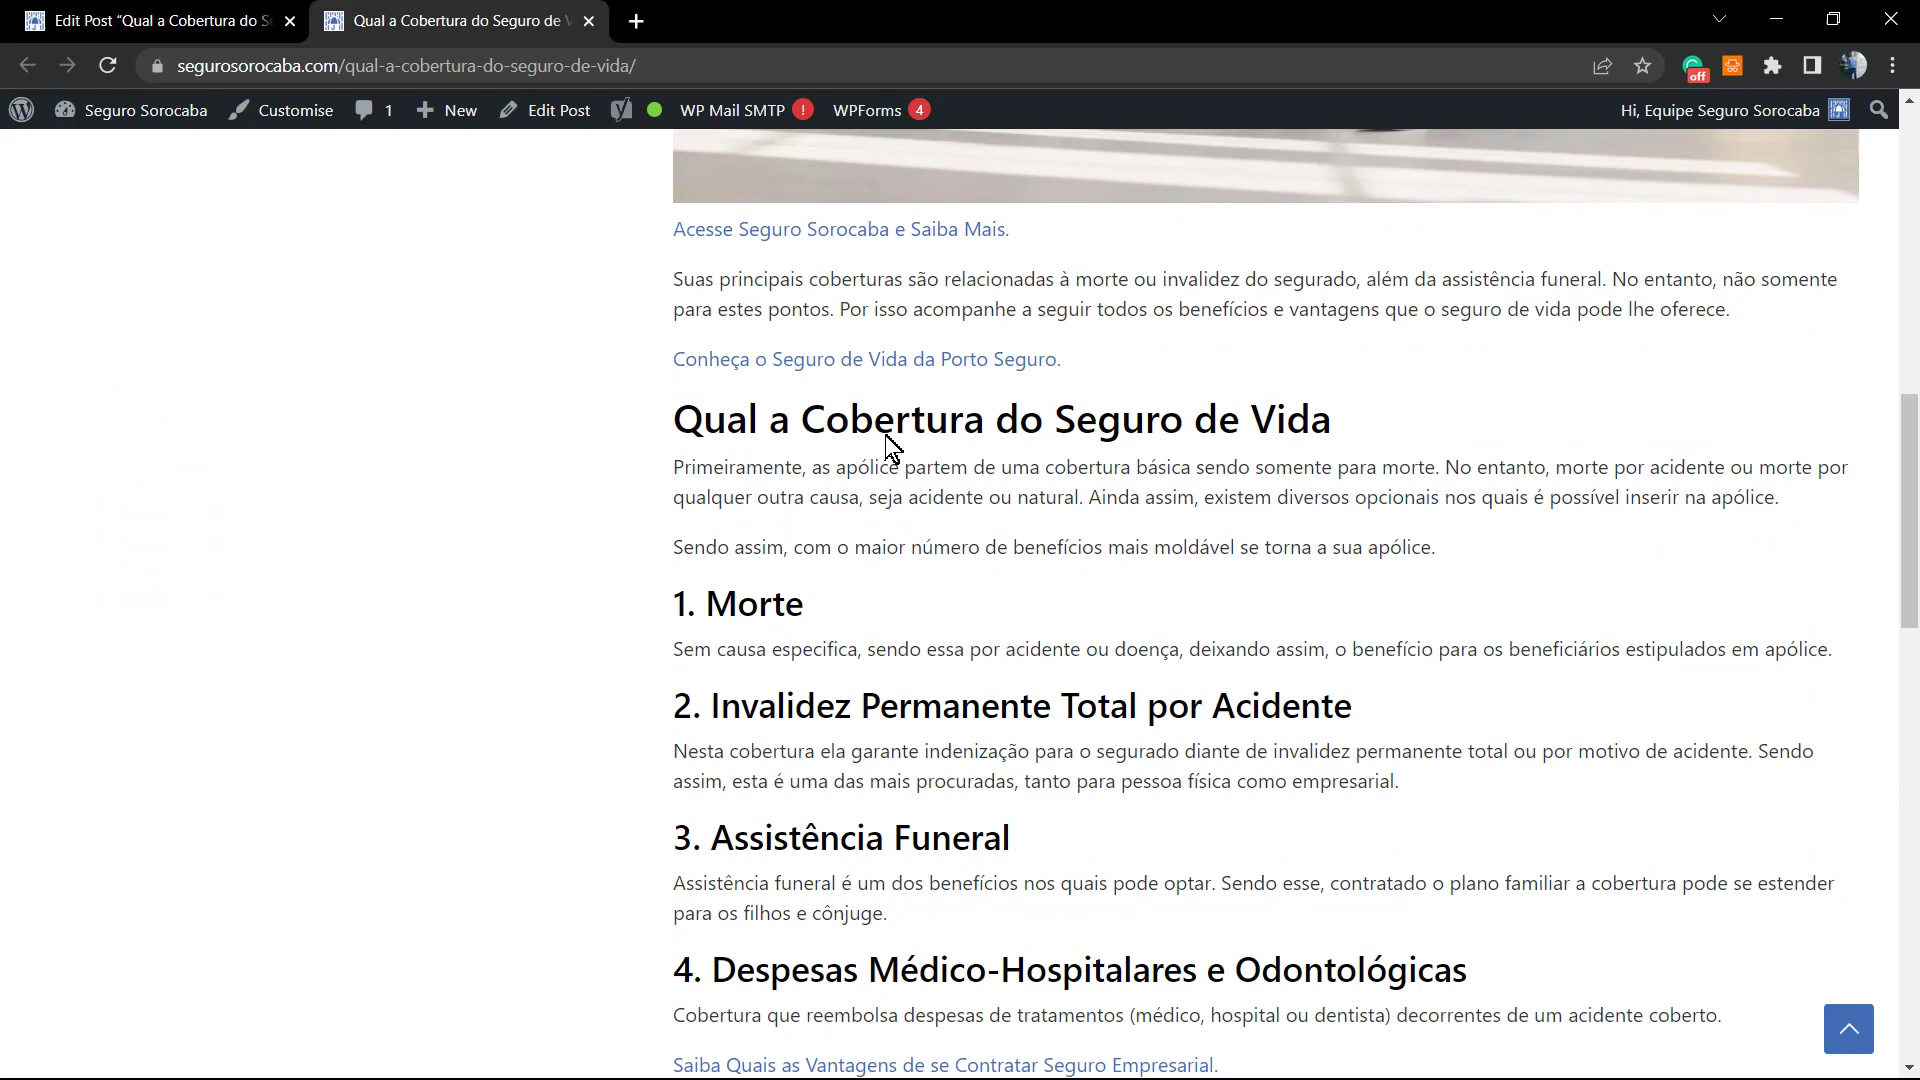 Edit Post “Qual a Cobertura do S
Qual a Cobertura do Seguro de V
segurosorocaba.com/qual-a-cobertura-do-seguro-de-vida/
off
Seguro Sorocaba
Customise
1
New
Edit Post
WP Mail SMTP !
WPForms 4
Hi, Equipe Seguro Sorocaba
Acesse Seguro Sorocaba e Saiba Mais.
Suas principais coberturas são relacionadas à morte ou invalidez do segurado, além da assistência funeral. No entanto, não somente
para estes pontos. Por isso acompanhe a seguir todos os benefícios e vantagens que o seguro de vida pode lhe oferece.
Conheça o Seguro de Vida da Porto Seguro.
Qual a Cobertura do Seguro de Vida
Primeiramente, as apólice partem de uma cobertura básica sendo somente para morte. No entanto, morte por acidente ou morte por
qualquer outra causa, seja acidente ou natural. Ainda assim, existem diversos opcionais nos quais é possível inserir na apólice.
Sendo assim, com o maior número de benefícios mais moldável se torna a sua apólice.
1. Morte
Sem causa especifica, sendo essa por acidente ou doença, deixando assim, o benefício para os beneficiários estipulados em apólice.
2. Invalidez Permanente Total por Acidente
Nesta cobertura ela garante indenização para o segurado diante de invalidez permanente total ou por motivo de acidente. Sendo
assim, esta é uma das mais procuradas, tanto para pessoa física como empresarial.
3. Assistência Funeral
Assistência funeral é um dos benefícios nos quais pode optar. Sendo esse, contratado o plano familiar a cobertura pode se estender
para os filhos e cônjuge.
4. Despesas Médico-Hospitalares e Odontológicas
Cobertura que reembolsa despesas de tratamentos (médico, hospital ou dentista) decorrentes de um acidente coberto.
Saiba Quais as Vantagens de se Contratar Seguro Empresarial.